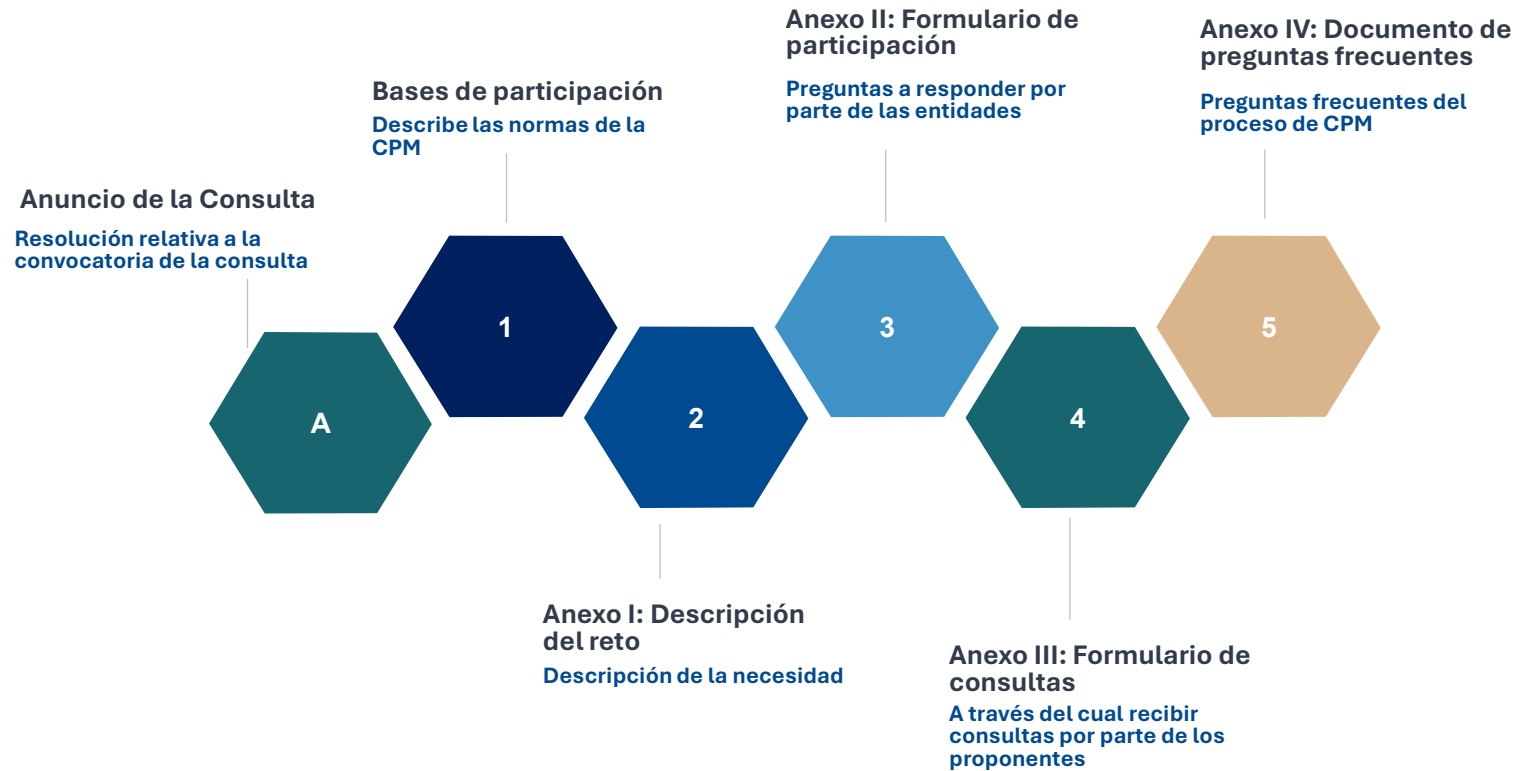 Anuncio de la Consulta
Resolución relativa a la
convocatoria de la consulta
A
Bases de participación
Describe las normas de la
CPM
1
2
Anexo I: Descripción
del reto
Descripción de la necesidad
Anexo II: Formulario de
participación
Preguntas a responder por
parte de las entidades
3
4
Anexo III: Formulario de
consultas
A través del cual recibir
consultas por parte de los
proponentes
Anexo IV: Documento de
preguntas frecuentes
Preguntas frecuentes del
proceso de CPM
5